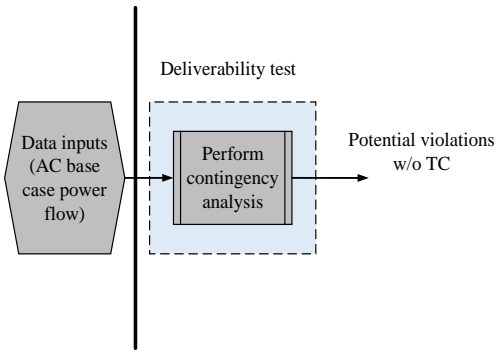 Deliverability test
Data inputs
(AC base
case power
flow)
Perform
contingency
analysis
Potential violations
w/o TC